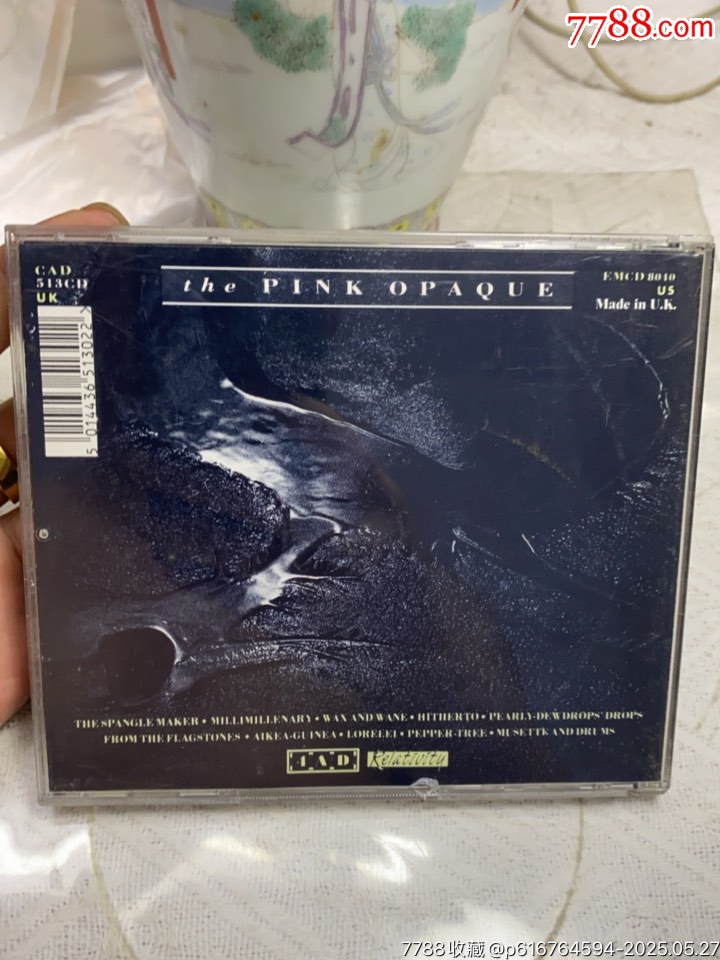 7788.com
CAD
513CD
UK
the PINK OPAQUE
EMCD 8040
US
Made in U.K.
5 014436 513022
THE SPANGLE MAKER • MILLIMILLENARY • WAX AND WANE • HITHERTO • PEARLY-DEWDROPS' DROPS
FROM THE FLAGSTONES • AIKEA-GUINEA • LORELEI • PEPPER-TREE • MUSETTE AND DRUMS
4AD Relativity
7788收藏 @p616764594-2025.05.27